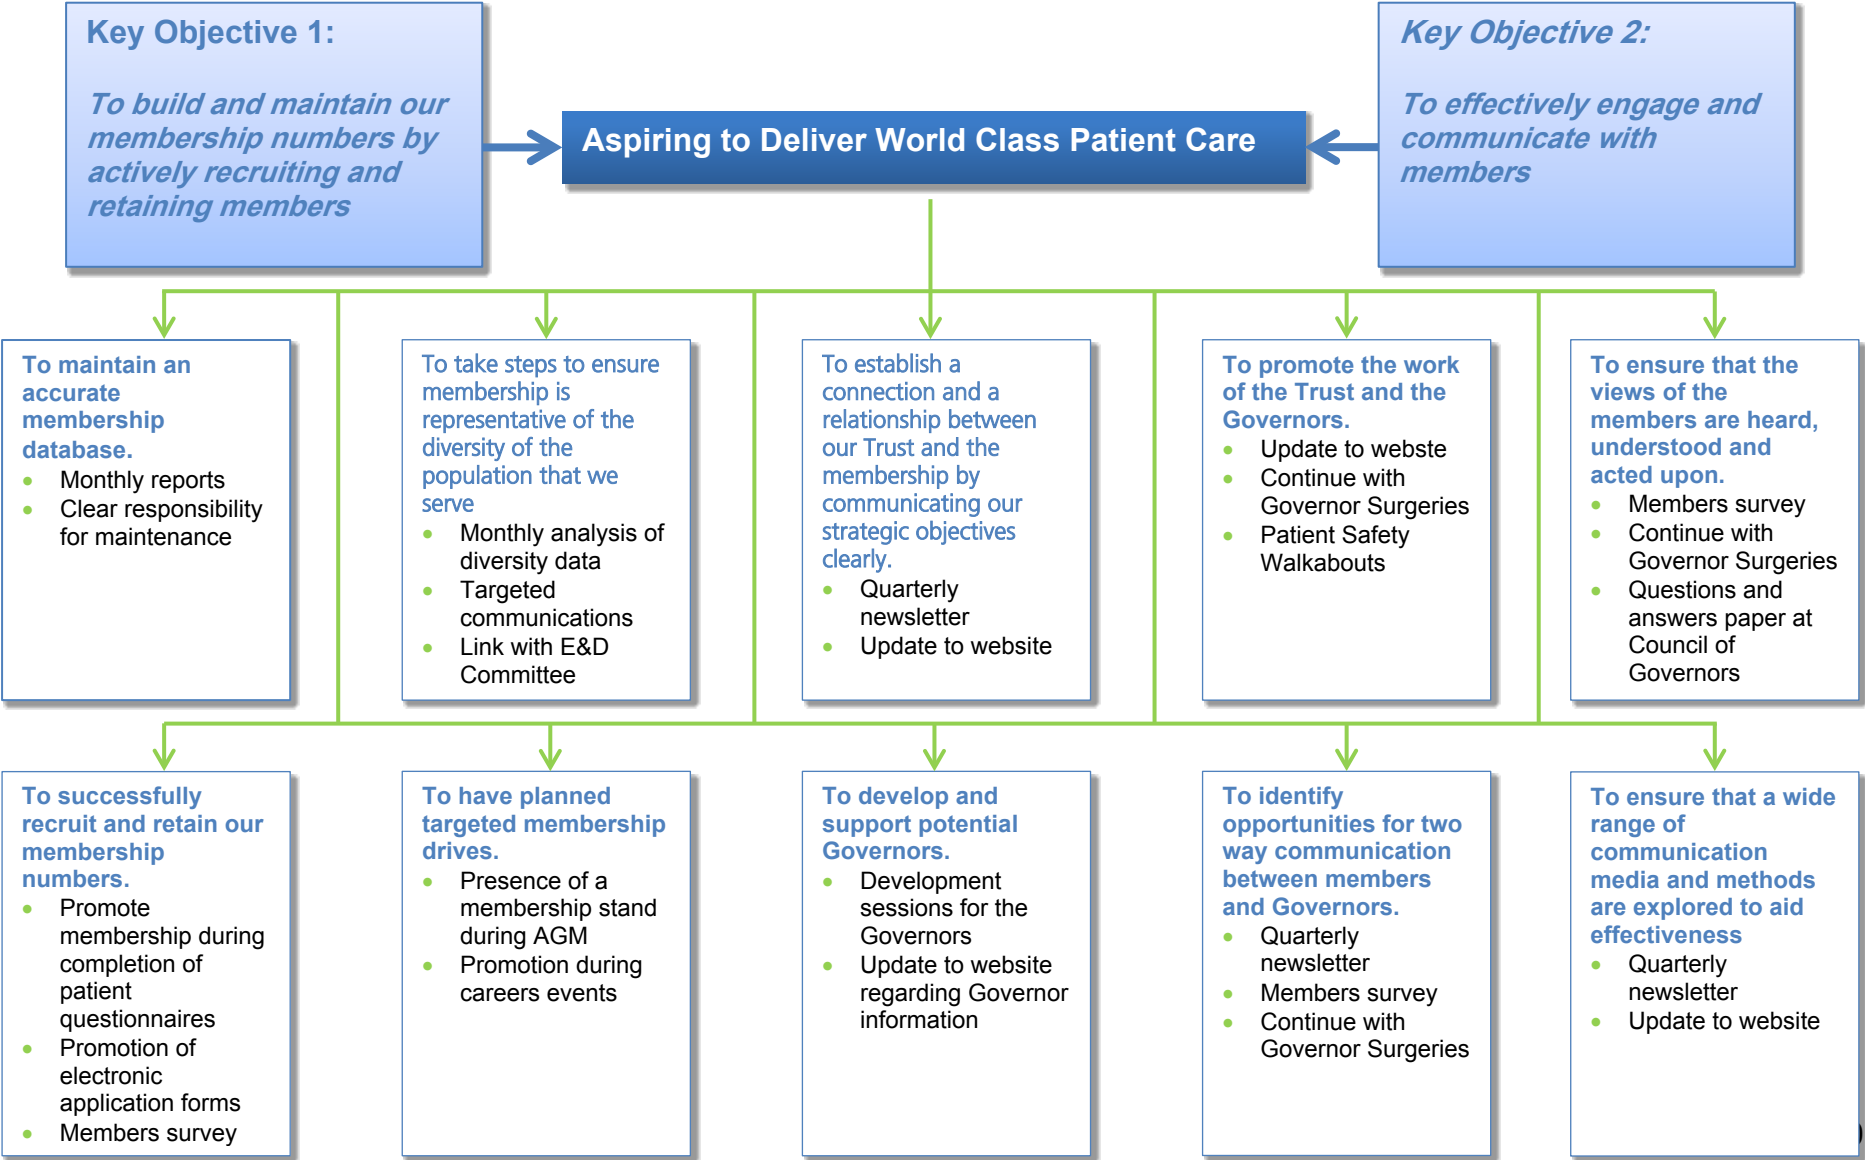 Key Objective 1:
To build and maintain our
membership numbers by
actively recruiting and
retaining members
Aspiring to Deliver World Class Patient Care
Key Objective 2:
To effectively engage and
communicate with
members
To maintain an
accurate
membership
database.
• Monthly reports
• Clear responsibility
for maintenance
To take steps to ensure
membership is
representative of the
diversity of the
population that we
serve
• Monthly analysis of
diversity data
• Targeted
communications
• Link with E&D
Committee
To establish a
connection and a
relationship between
our Trust and the
membership by
communicating our
strategic objectives
clearly.
• Quarterly
newsletter
• Update to website
To promote the work
of the Trust and the
Governors.
• Update to webste
• Continue with
Governor Surgeries
• Patient Safety
Walkabouts
To ensure that the
views of the
members are heard,
understood and
acted upon.
• Members survey
• Continue with
Governor Surgeries
• Questions and
answers paper at
Council of
Governors
To successfully
recruit and retain our
membership
numbers.
• Promote
membership during
completion of
patient
questionnaires
• Promotion of
electronic
application forms
• Members survey
To have planned
targeted membership
drives.
• Presence of a
membership stand
during AGM
• Promotion during
careers events
To develop and
support potential
Governors.
• Development
sessions for the
Governors
• Update to website
regarding Governor
information
To identify
opportunities for two
way communication
between members
and Governors.
• Quarterly
newsletter
• Members survey
• Continue with
Governor Surgeries
To ensure that a wide
range of
communication
media and methods
are explored to aid
effectiveness
• Quarterly
newsletter
• Update to website